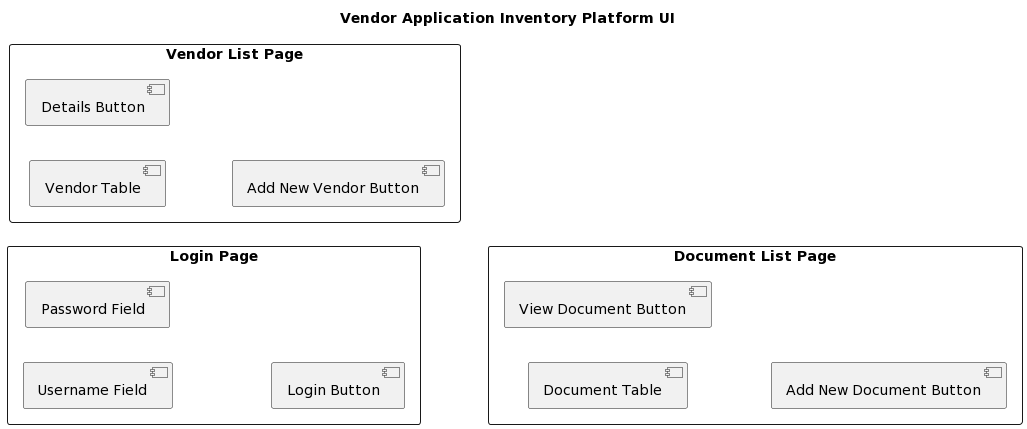 Vendor Application Inventory Platform UI
Vendor List Page
Details Button
Vendor Table
Add New Vendor Button
Login Page
Password Field
Username Field
Login Button
Document List Page
View Document Button
Document Table
Add New Document Button